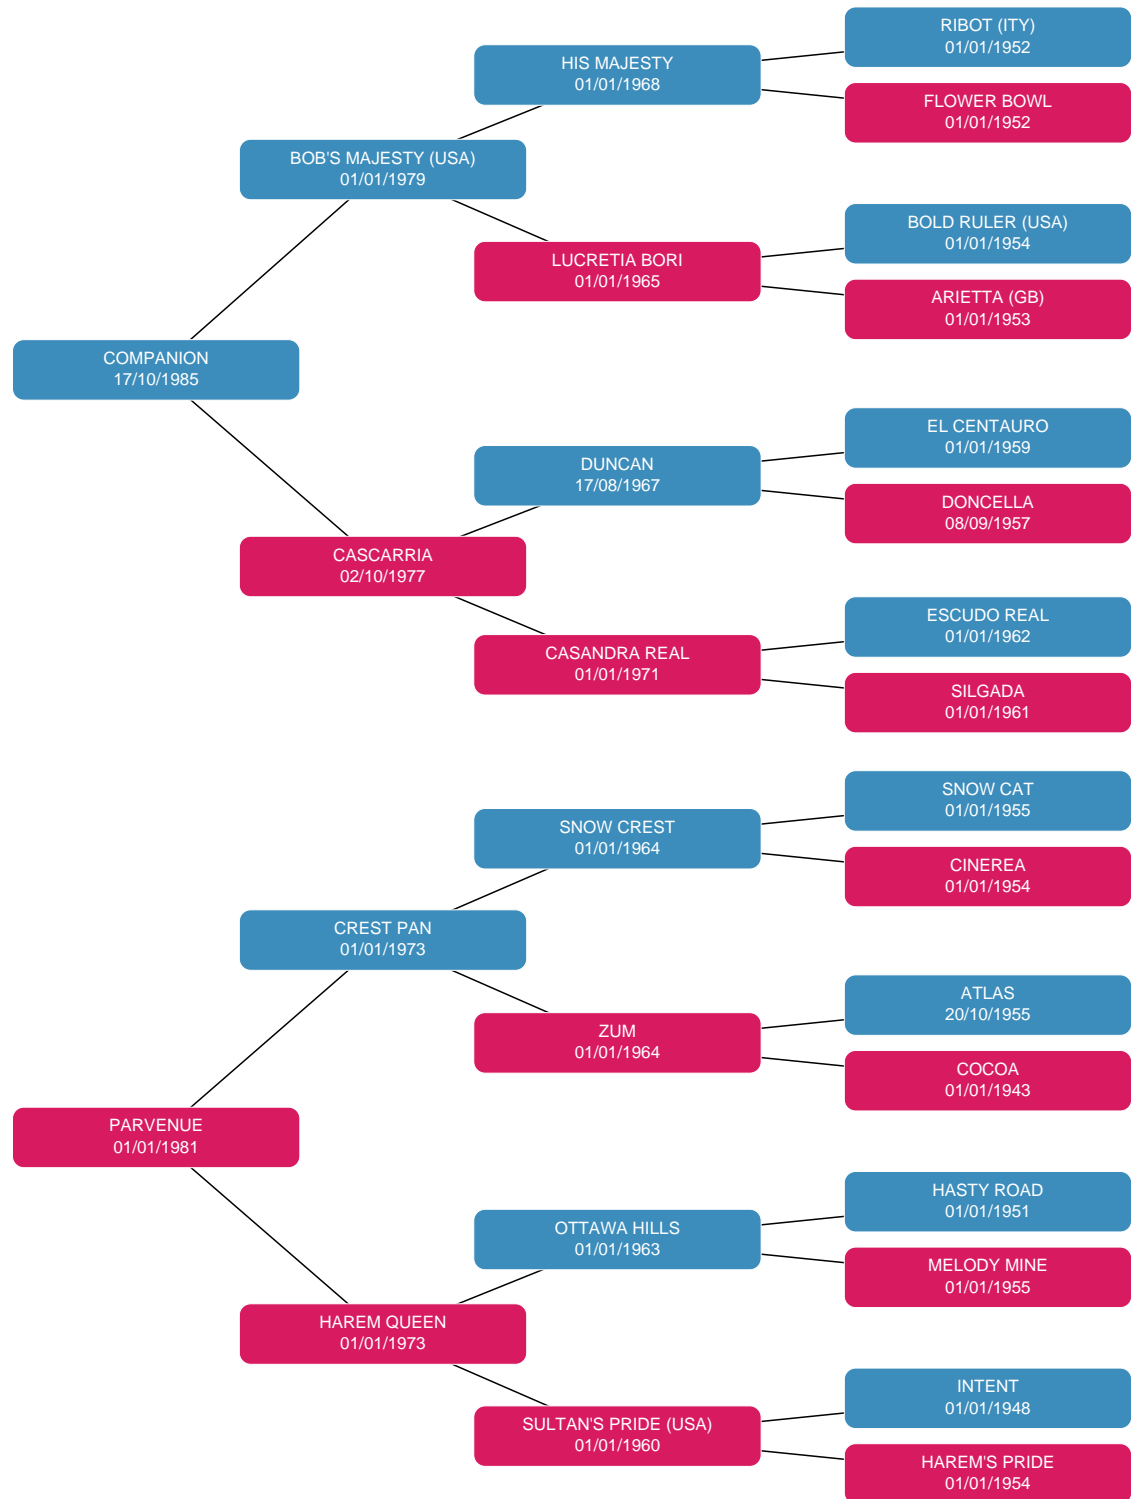 RIBOT (ITY)
01/01/1952
HIS MAJESTY
01/01/1968
FLOWER BOWL
01/01/1952
BOB'S MAJESTY (USA)
01/01/1979
BOLD RULER (USA)
01/01/1954
LUCRETIA BORI
01/01/1965
ARIETTA (GB)
01/01/1953
COMPANION
17/10/1985
EL CENTAURO
01/01/1959
DUNCAN
17/08/1967
DONCELLA
08/09/1957
CASCARRIA
02/10/1977
ESCUDO REAL
01/01/1962
CASANDRA REAL
01/01/1971
SILGADA
01/01/1961
SNOW CAT
01/01/1955
SNOW CREST
01/01/1964
CINEREA
01/01/1954
CREST PAN
01/01/1973
ATLAS
20/10/1955
ZUM
01/01/1964
COCOA
01/01/1943
PARVENUE
01/01/1981
HASTY ROAD
01/01/1951
OTTAWA HILLS
01/01/1963
MELODY MINE
01/01/1955
HAREM QUEEN
01/01/1973
INTENT
01/01/1948
SULTAN'S PRIDE (USA)
01/01/1960
HAREM'S PRIDE
01/01/1954